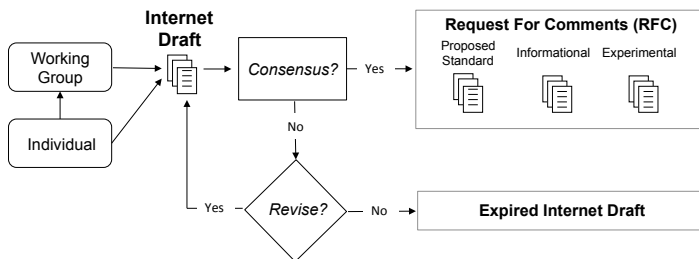 Internet
Draft
Working
Group
Individual
Consensus?
Yes
No
Request For Comments (RFC)
Proposed
Standard
Informational
Experimental
Yes
Revise?
No
Expired Internet Draft